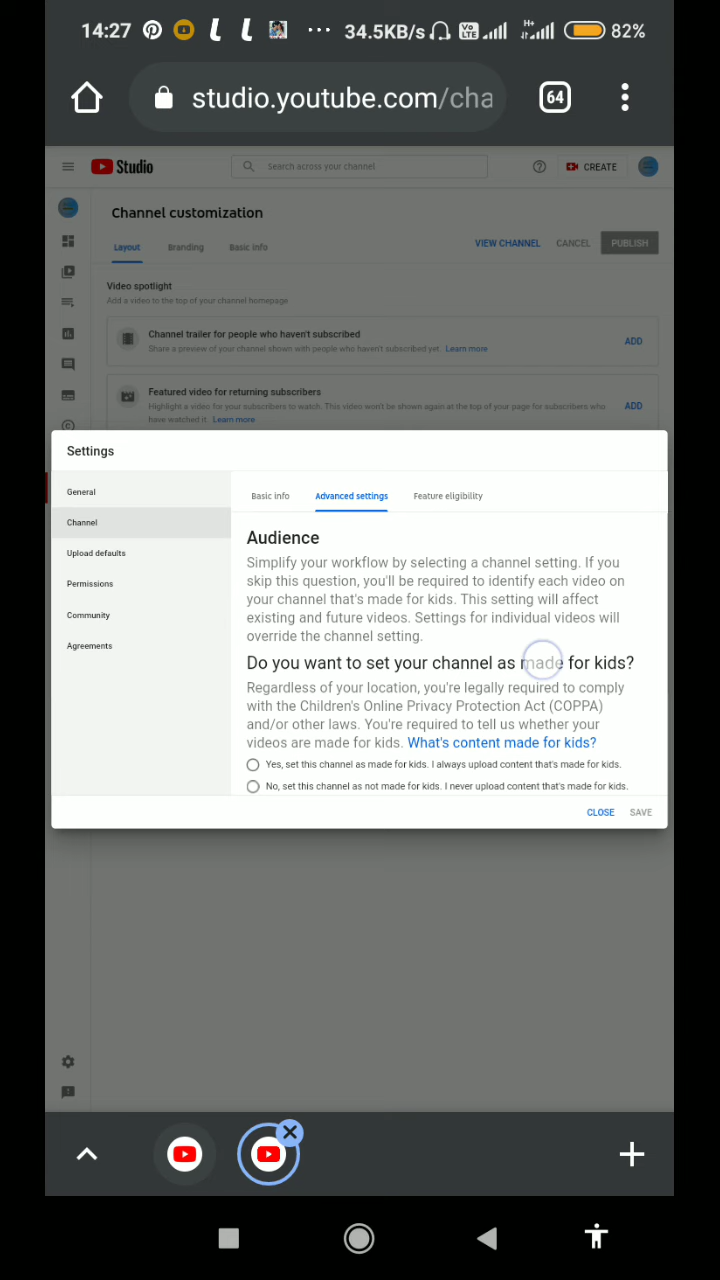 14:27 ... 34.5KB/s Vo LTE H+ 82%
studio.youtube.com/cha 64
Studio Search across your channel CREATE
Channel customization
Layout Branding Basic info VIEW CHANNEL CANCEL PUBLISH
Video spotlight
Add a video to the top of your channel homepage
Channel trailer for people who haven't subscribed
Share a preview of your channel shown with people who haven't subscribed yet. Learn more ADD
Featured video for returning subscribers
Highlight a video for your subscribers to watch. This video won't be shown again at the top of your page for subscribers who ADD
have watched it. Learn more
Settings
General
Channel
Upload defaults
Permissions
Community
Agreements
Basic info Advanced settings Feature eligibility
Audience
Simplify your workflow by selecting a channel setting. If you
skip this question, you'll be required to identify each video on
your channel that's made for kids. This setting will affect
existing and future videos. Settings for individual videos will
override the channel setting.
Do you want to set your channel as made for kids?
Regardless of your location, you're legally required to comply
with the Children's Online Privacy Protection Act (COPPA)
and/or other laws. You're required to tell us whether your
videos are made for kids. What's content made for kids?
Yes, set this channel as made for kids. I always upload content that's made for kids.
No, set this channel as not made for kids. I never upload content that's made for kids.
CLOSE SAVE